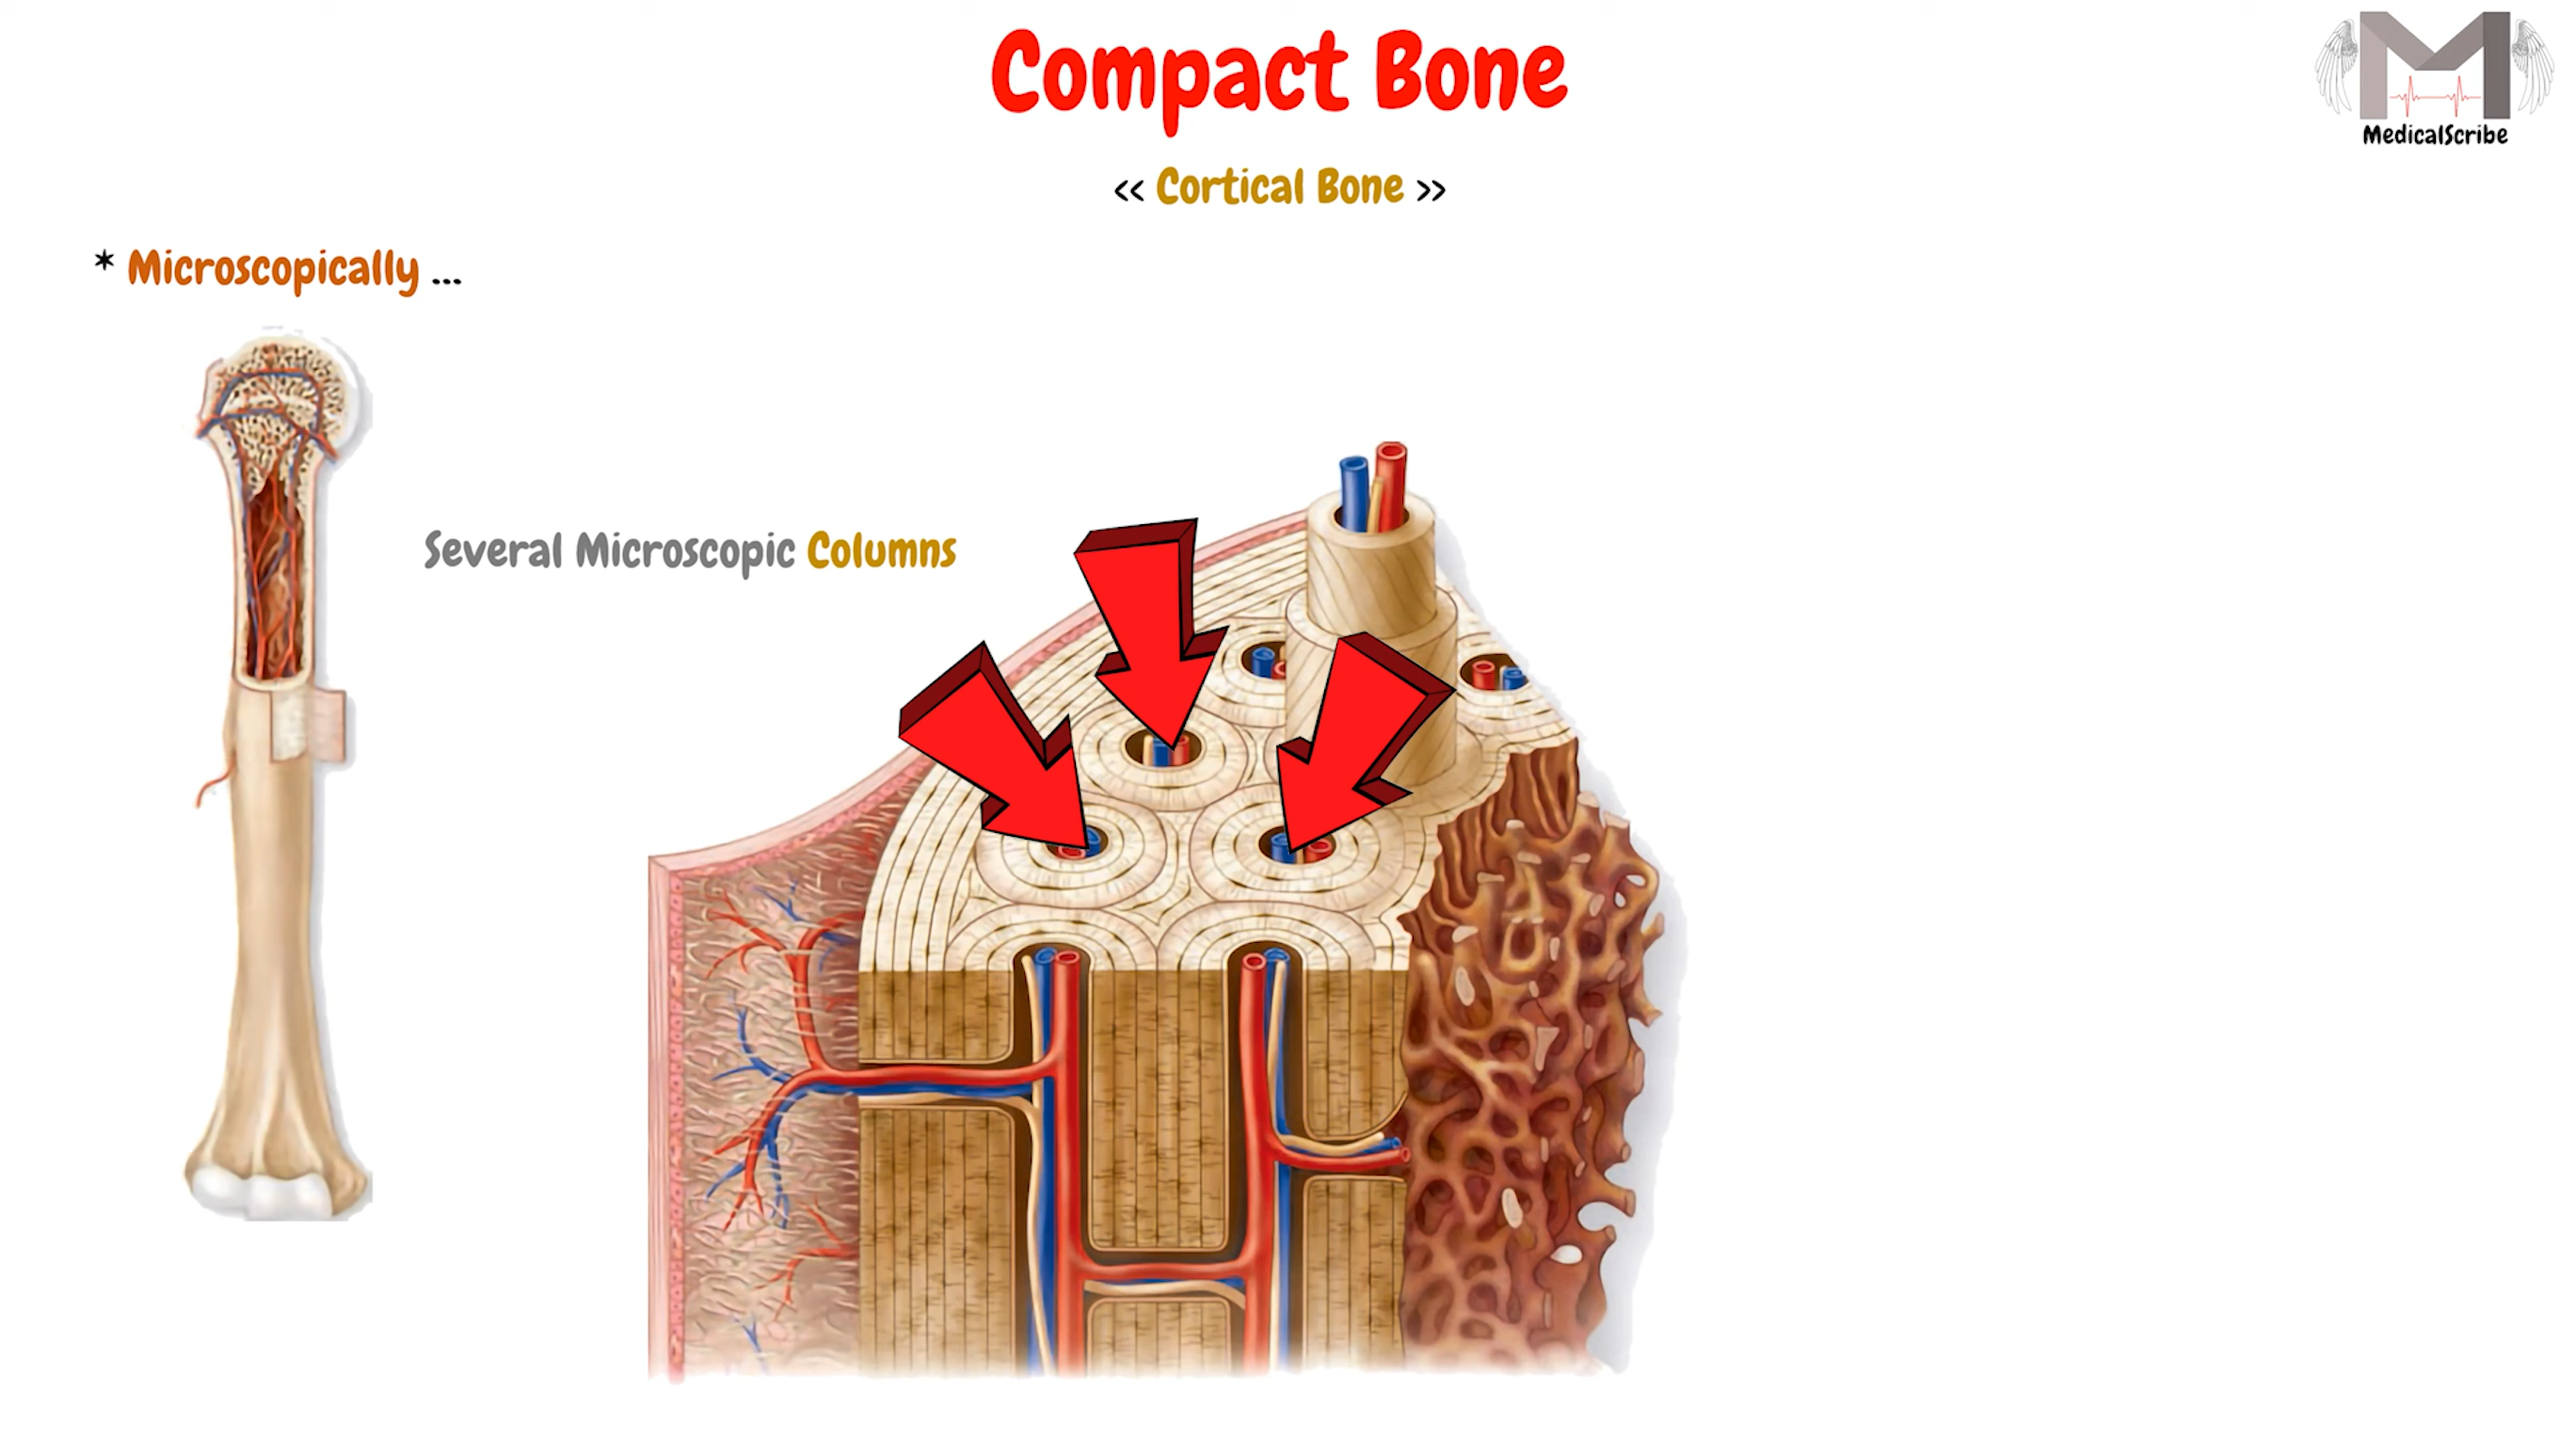 Compact Bone
MedicalScribe
<< Cortical Bone >>
* Microscopically ...
Several Microscopic Columns